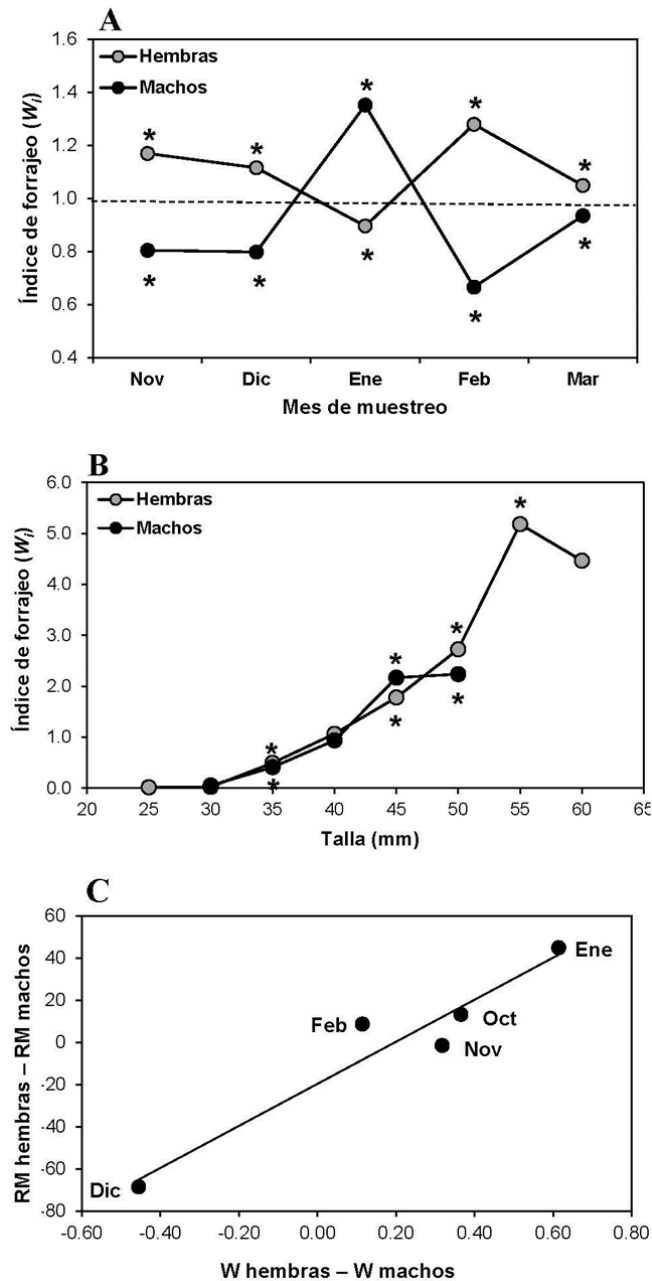 A
1.6
Hembras
1.4
Machos
1.2
1.0
0.8
0.6
0.4
Índice de forrajeo (Wi)
* * * * *
* * * * *
Nov Dic Ene Feb Mar
Mes de muestreo
B
6.0
Hembras
5.0
Machos
4.0
3.0
2.0
1.0
0.0
Índice de forrajeo (Wi)
* * * * * * *
20 25 30 35 40 45 50 55 60 65
Talla (mm)
C
60
40
20
0
-20
-40
-60
-80
RM hembras – RM machos
Ene
Oct
Feb
Nov
Dic
-0.60 -0.40 -0.20 0.00 0.20 0.40 0.60 0.80
W hembras – W machos